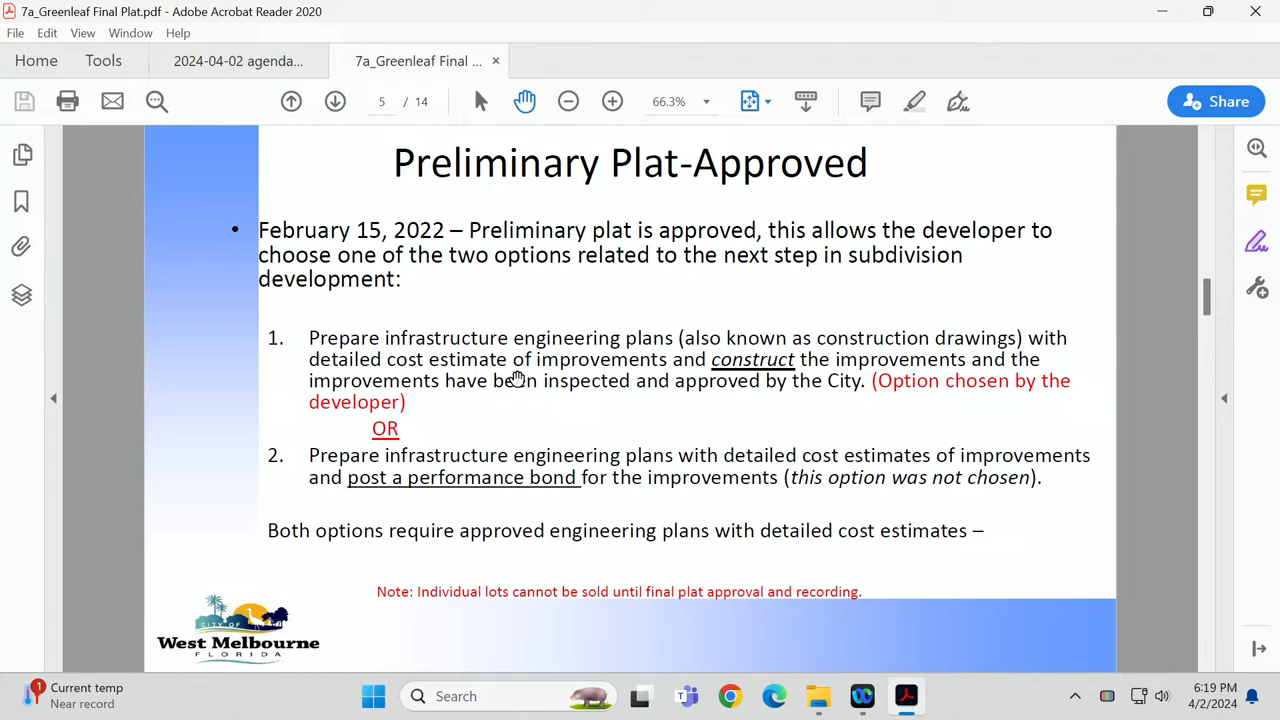 7a_Greenleaf Final Plat.pdf - Adobe Acrobat Reader 2020
File Edit View Window Help
Home Tools 2024-04-02 agenda... 7a_Greenleaf Final ... ×
5 / 14 66.3% Share
Preliminary Plat-Approved
• February 15, 2022 – Preliminary plat is approved, this allows the developer to
choose one of the two options related to the next step in subdivision
development:
1. Prepare infrastructure engineering plans (also known as construction drawings) with
detailed cost estimate of improvements and construct the improvements and the
improvements have been inspected and approved by the City. (Option chosen by the
developer)
OR
2. Prepare infrastructure engineering plans with detailed cost estimates of improvements
and post a performance bond for the improvements (this option was not chosen).
Both options require approved engineering plans with detailed cost estimates –
Note: Individual lots cannot be sold until final plat approval and recording.
CITY OF
West Melbourne
FLORIDA
1 Current temp
Near record
Search
6:19 PM
4/2/2024